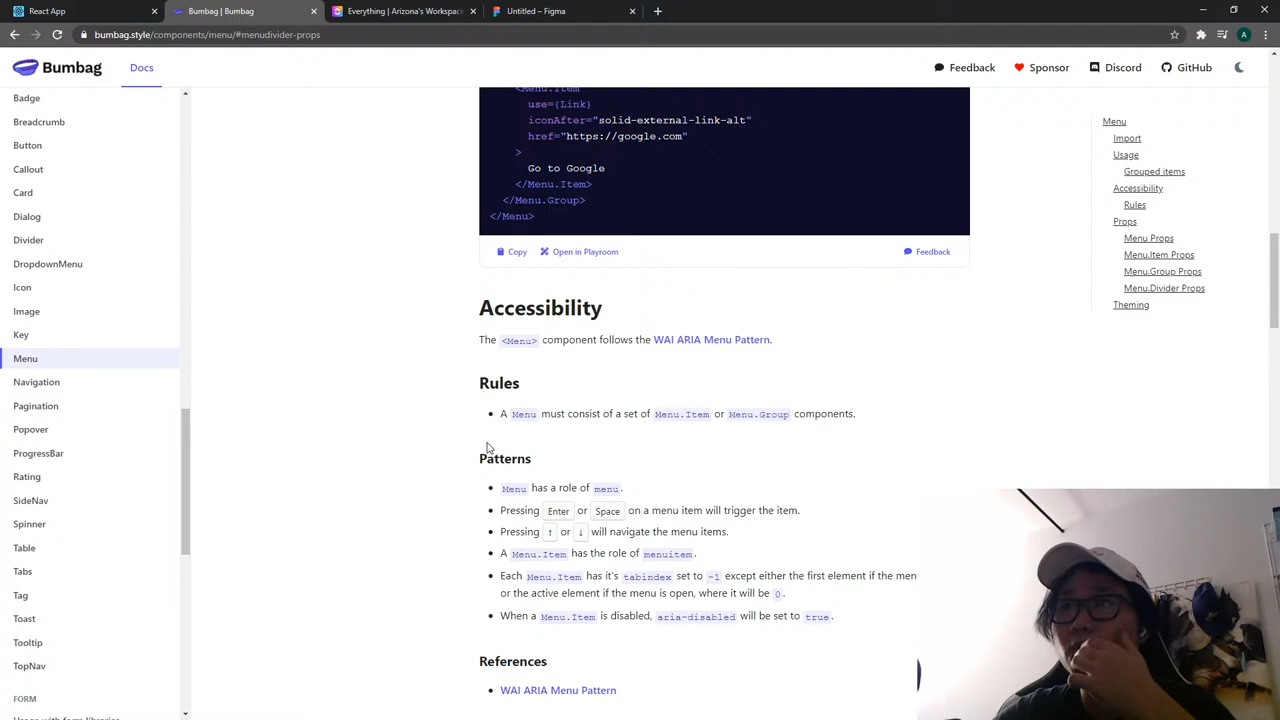 React App
Bumbag | Bumbag
Everything | Arizona's Workspace
Untitled – Figma
bumbag.style/components/menu/#menudivider-props
A
Bumbag
Docs
Feedback
Sponsor
Discord
GitHub
Badge
Breadcrumb
Button
Callout
Card
Dialog
Divider
DropdownMenu
Icon
Image
Key
Menu
Navigation
Pagination
Popover
ProgressBar
Rating
SideNav
Spinner
Table
Tabs
Tag
Toast
Tooltip
TopNav
FORM
Usage with form libraries
<Menu.Item
use={Link}
iconAfter="solid-external-link-alt"
href="https://google.com"
>
Go to Google
</Menu.Item>
</Menu.Group>
</Menu>
Copy
Open in Playroom
Feedback
Accessibility
The <Menu> component follows the WAI ARIA Menu Pattern.
Rules
• A Menu must consist of a set of Menu.Item or Menu.Group components.
Patterns
• Menu has a role of menu.
• Pressing Enter or Space on a menu item will trigger the item.
• Pressing ↑ or ↓ will navigate the menu items.
• A Menu.Item has the role of menuitem.
• Each Menu.Item has it's tabindex set to -1 except either the first element if the men
or the active element if the menu is open, where it will be 0.
• When a Menu.Item is disabled, aria-disabled will be set to true.
References
• WAI ARIA Menu Pattern
Menu
Import
Usage
Grouped items
Accessibility
Rules
Props
Menu Props
Menu.Item Props
Menu.Group Props
Menu.Divider Props
Theming